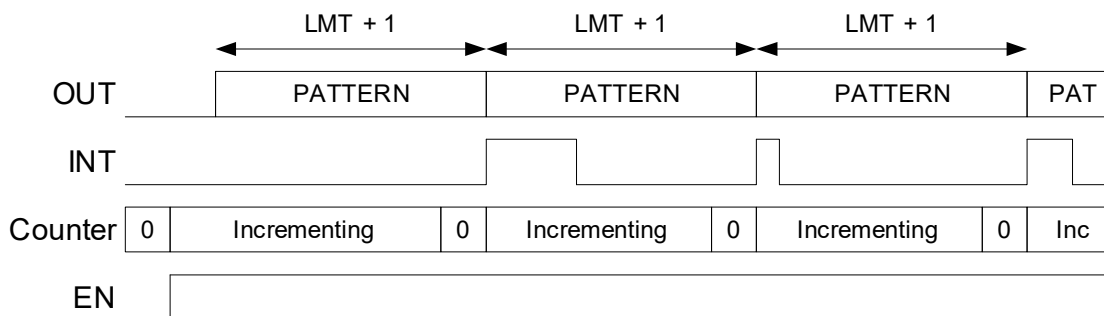 LMT + 1 LMT + 1 LMT + 1
OUT PATTERN PATTERN PATTERN PAT
INT
Counter 0 Incrementing 0 Incrementing 0 Incrementing 0 Inc
EN